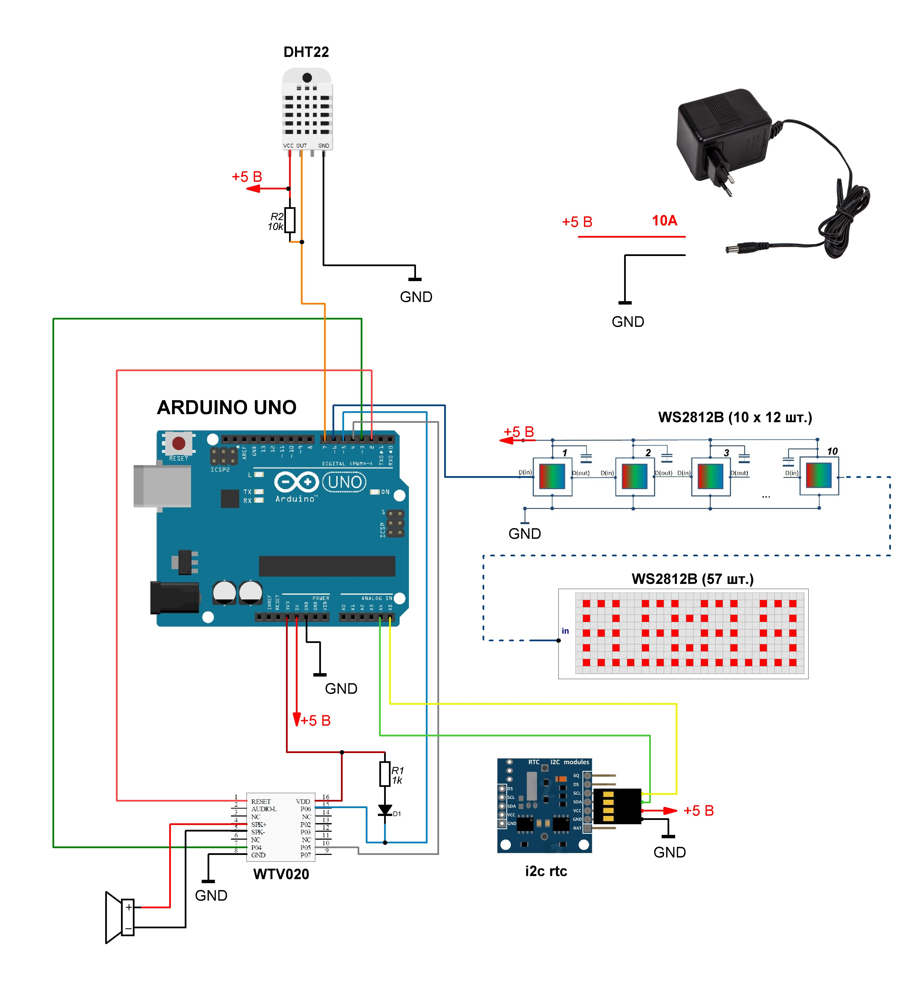 DHT22
VCC OUT GND
+5 В
R2
10k
GND
+5 В
10A
GND
ARDUINO UNO
RESET
ICSP2
AREF
GND
13
12
~11
~10
~9
8
7
~6
~5
4
~3
2
TX0 ▶ 1
RX0 ◀ 0
DIGITAL (PWM=~)
L
TX
RX
UNO
Arduino™
ON
1
ICSP
POWER
ANALOG IN
IOREF
RESET
3V3
5V
GND
GND
VIN
A0
A1
A2
A3
A4
A5
GND
+5 В
WS2812B (10 x 12 шт.)
+5 В
1
2
3
10
D(in)
D(out)
D(in)
D(out)
D(in)
D(out)
...
D(in)
GND
WS2812B (57 шт.)
in
R1
1k
D1
1 RESET
2 AUDIO-L
3 NC
4 SPK+
5 SPK-
6 NC
7 P04
8 GND
VDD 16
P06 15
NC 14
P02 13
P03 12
NC 11
P05 10
P07 9
WTV020
GND
+
–
RTC I2C modules
DS
SCL
SDA
VCC
GND
SQ
DS
SCL
SDA
VCC
GND
BAT
+5 В
GND
i2c rtc